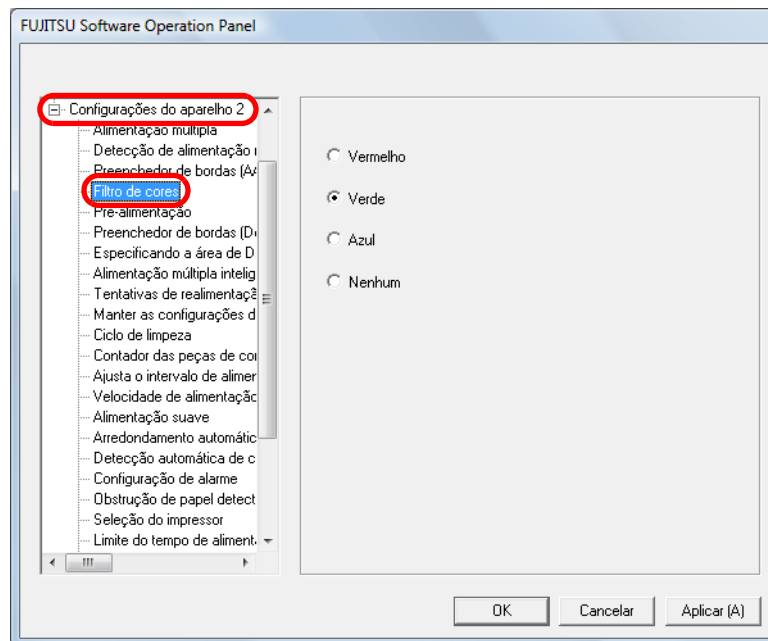 FUJITSU Software Operation Panel
Configurações do aparelho 2
Alimentação múltipla
Detecção de alimentação
Preenchedor de bordas (A
Filtro de cores
Pré-alimentação
Preenchedor de bordas (D
Especificando a área de D
Alimentação múltipla intelig
Tentativas de realimentaçã
Manter as configurações d
Ciclo de limpeza
Contador das peças de co
Ajusta o intervalo de alimen
Velocidade de alimentação
Alimentação suave
Arredondamento automátic
Detecção automática de c
Configuração de alarme
Obstrução de papel detect
Seleção do impressor
Limite do tempo de aliment
Vermelho
Verde
Azul
Nenhum
OK
Cancelar
Aplicar (A)